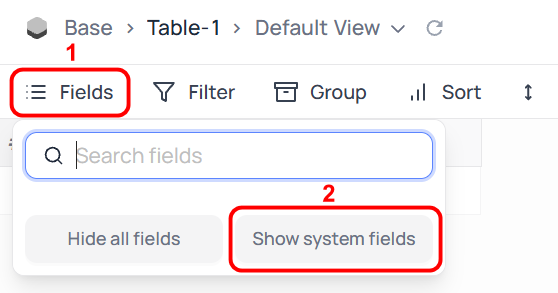 Base > Table-1 > Default View
1
Fields Filter Group Sort
Search fields
2
Hide all fields Show system fields